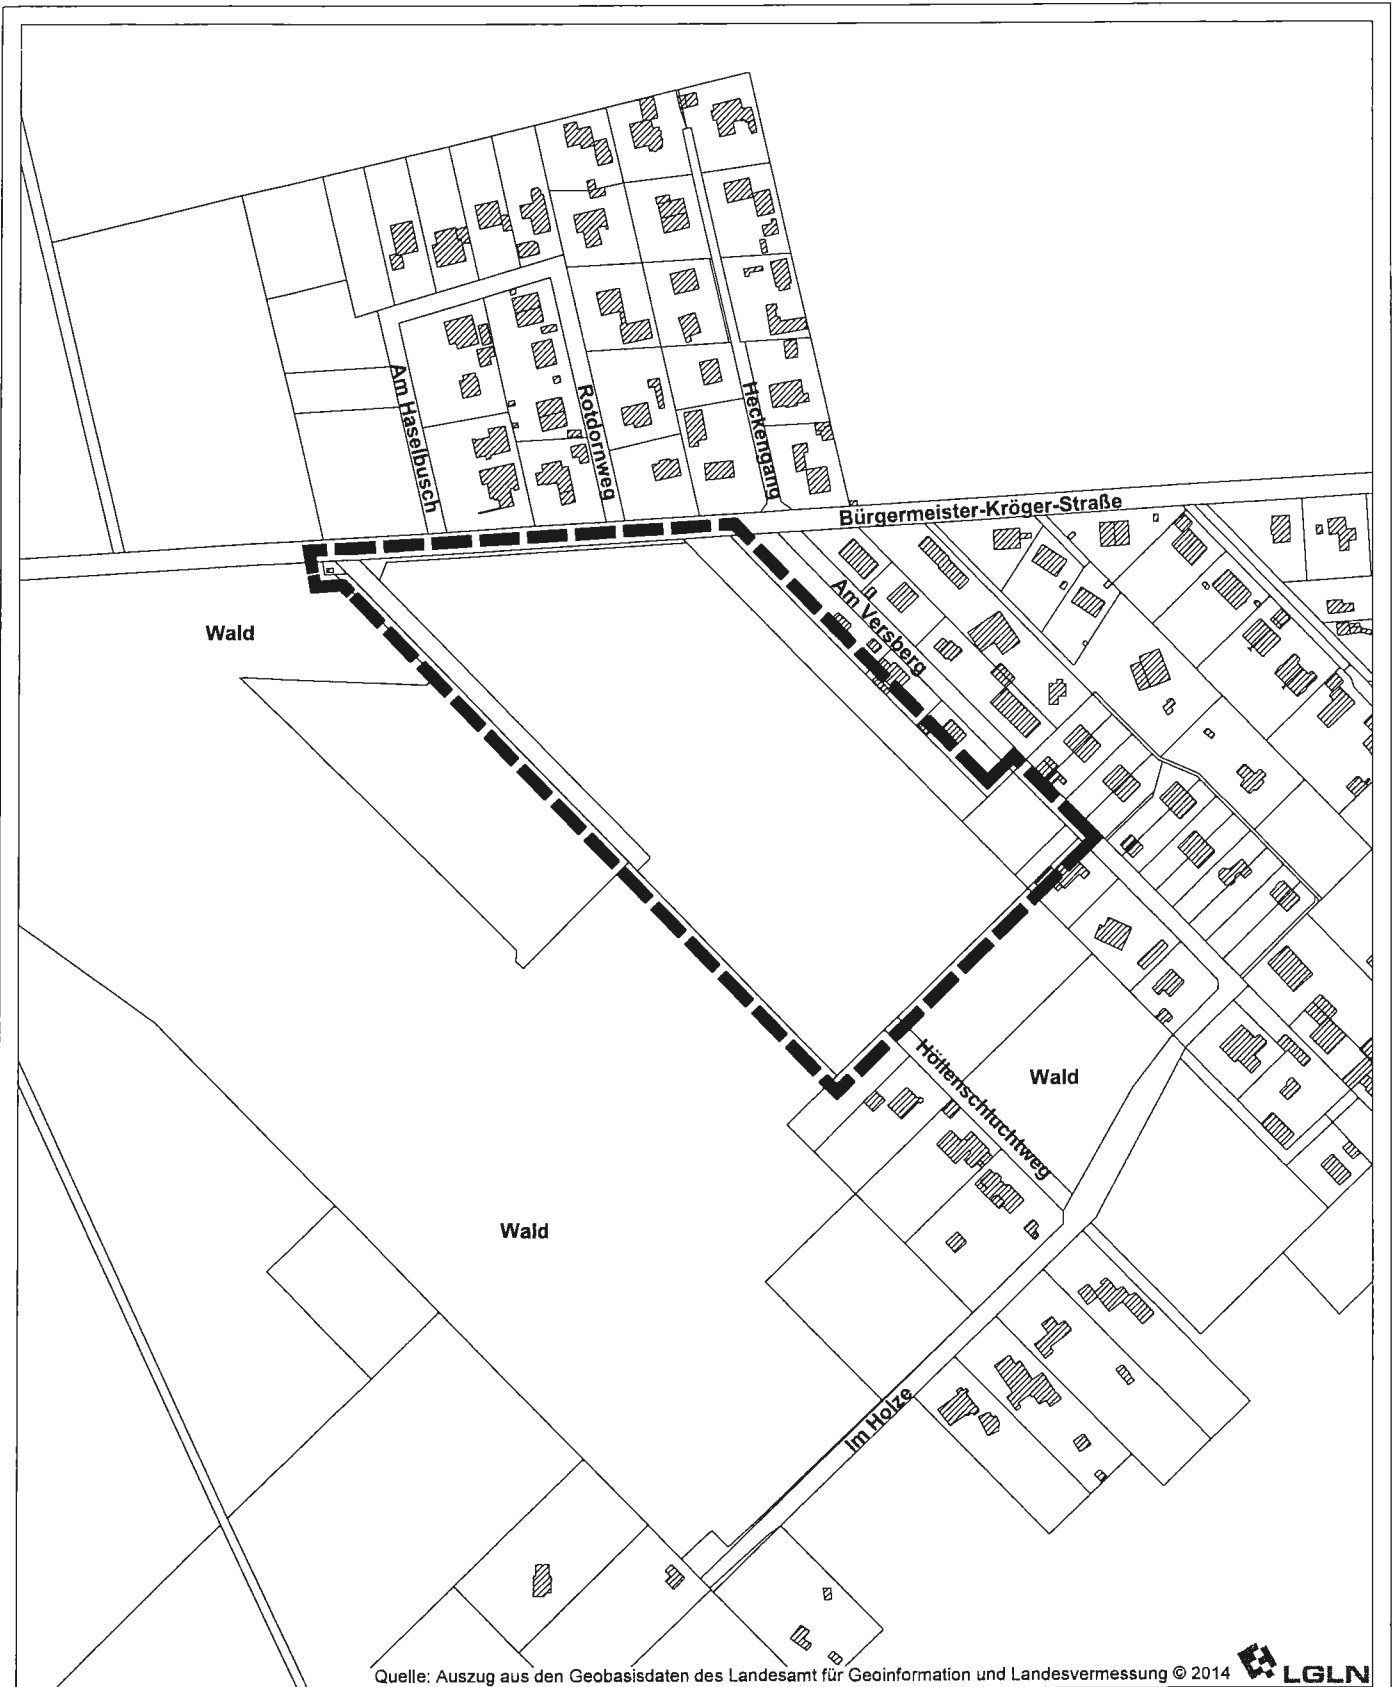 Am Haselbusch
Rotdornweg
Heckengang
Bürgermeister-Kröger-Straße
Am Versberg
Wald
Höllenschluchtweg
Wald
Wald
Im Holze
Quelle: Auszug aus den Geobasisdaten des Landesamt für Geoinformation und Landesvermessung © 2014
LGLN